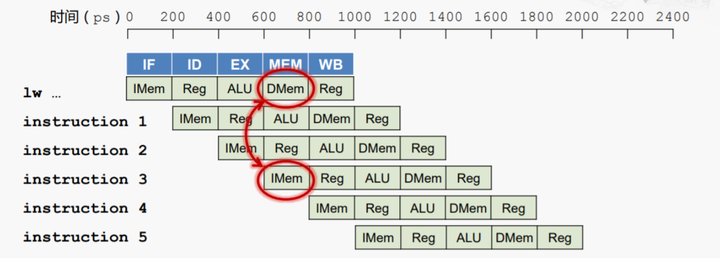 时间(ps) 0 200 400 600 800 1000 1200 1400 1600 1800 2000 2200 2400
IF ID EX MEM WB
lw … IMem Reg ALU DMem Reg
instruction 1 IMem Reg ALU DMem Reg
instruction 2 IMem Reg ALU DMem Reg
instruction 3 IMem Reg ALU DMem Reg
instruction 4 IMem Reg ALU DMem Reg
instruction 5 IMem Reg ALU DMem Reg